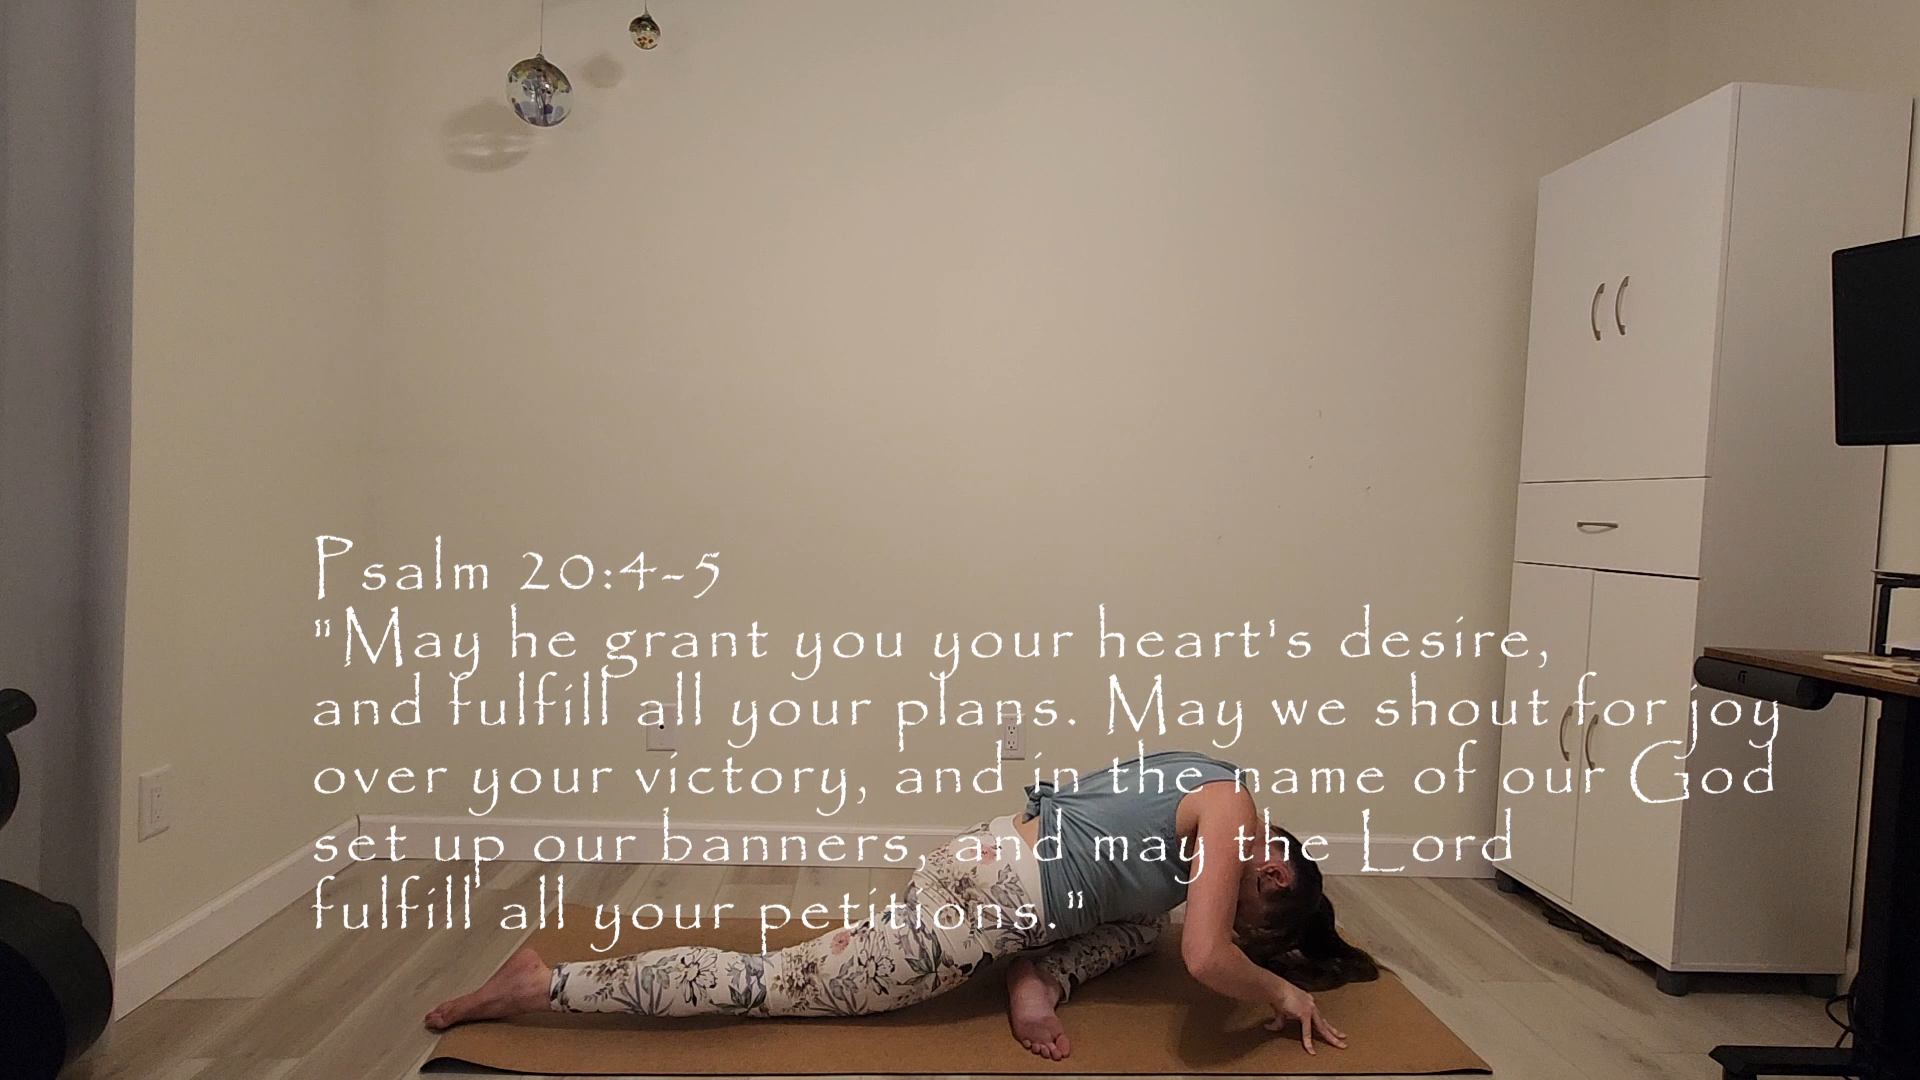 Psalm 20:4-5
"May he grant you your heart's desire,
and fulfill all your plans. May we shout for joy
over your victory, and in the name of our God
set up our banners, and may the Lord
fulfill all your petitions."